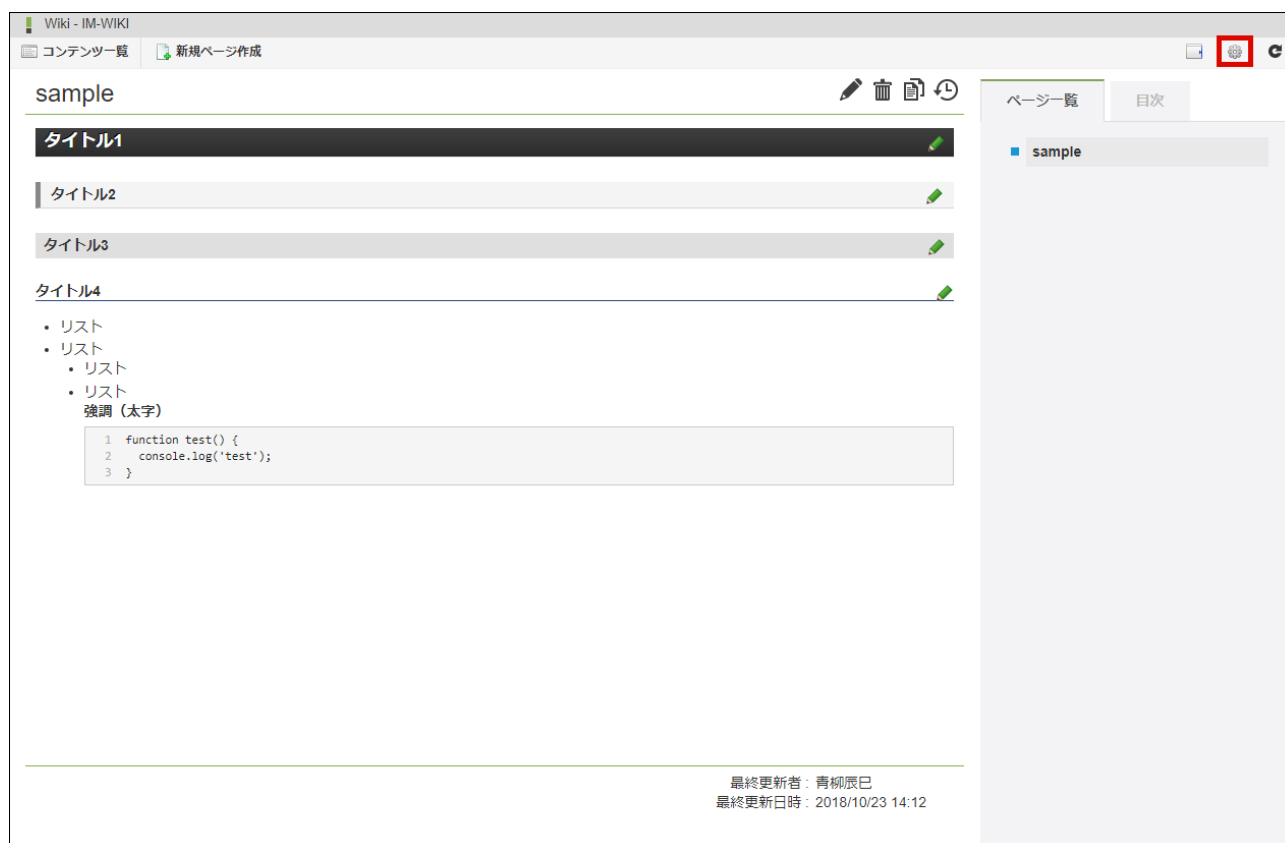 Wiki - IM-WIKI
コンテンツ一覧 新規ページ作成
sample
ページ一覧 目次
タイトル1
sample
タイトル2
タイトル3
タイトル4
• リスト
• リスト
• リスト
• リスト
強調（太字）
1 function test() {
2   console.log('test');
3 }
最終更新者 : 青柳辰巳
最終更新日時 : 2018/10/23 14:12